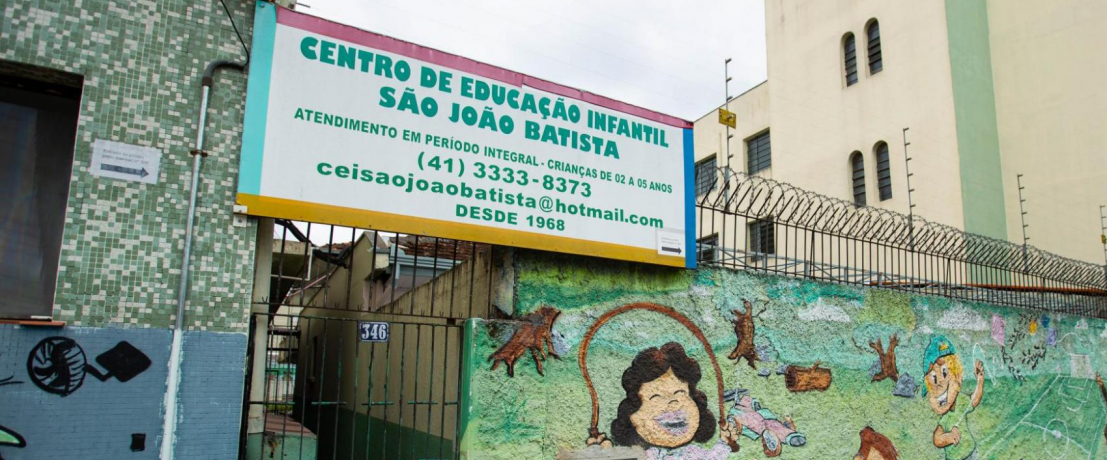 CENTRO DE EDUCAÇÃO INFANTIL
SÃO JOÃO BATISTA
ATENDIMENTO EM PERÍODO INTEGRAL - CRIANÇAS DE 02 A 05 ANOS
(41) 3333-8373
ceisaojoaobatista@hotmail.com
DESDE 1968
346